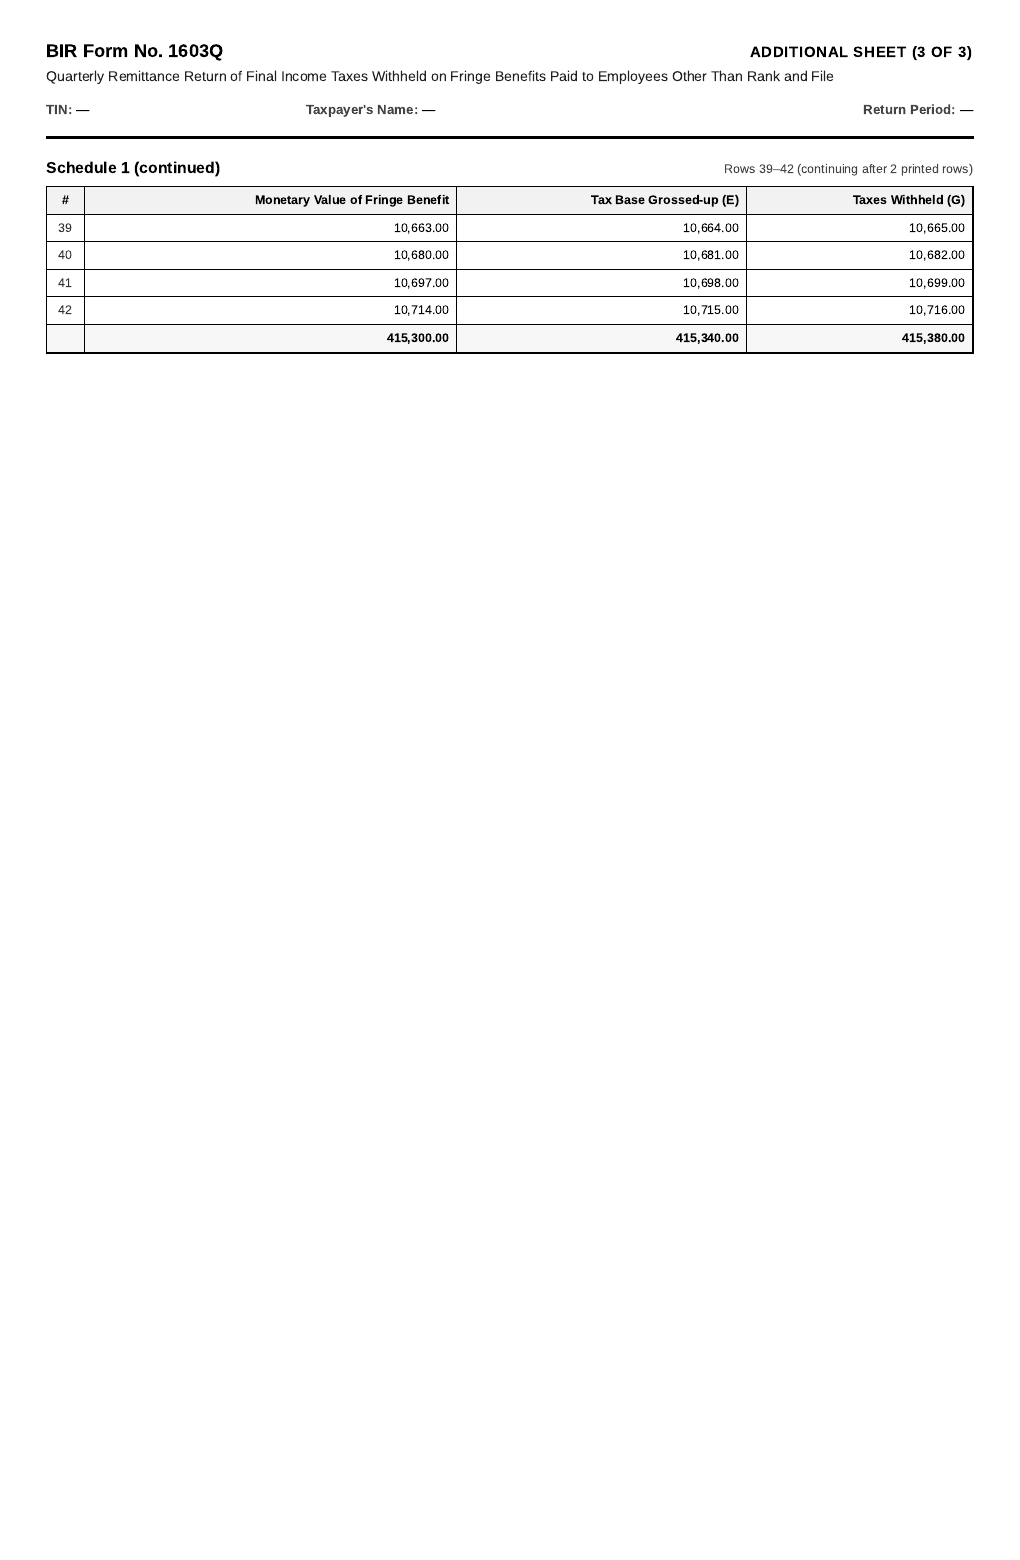 BIR Form No. 1603Q ADDITIONAL SHEET (3 OF 3)
Quarterly Remittance Return of Final Income Taxes Withheld on Fringe Benefits Paid to Employees Other Than Rank and File
TIN: — Taxpayer's Name: — Return Period: —
Schedule 1 (continued) Rows 39–42 (continuing after 2 printed rows)
# Monetary Value of Fringe Benefit Tax Base Grossed-up (E) Taxes Withheld (G)
39 10,663.00 10,664.00 10,665.00
40 10,680.00 10,681.00 10,682.00
41 10,697.00 10,698.00 10,699.00
42 10,714.00 10,715.00 10,716.00
415,300.00 415,340.00 415,380.00